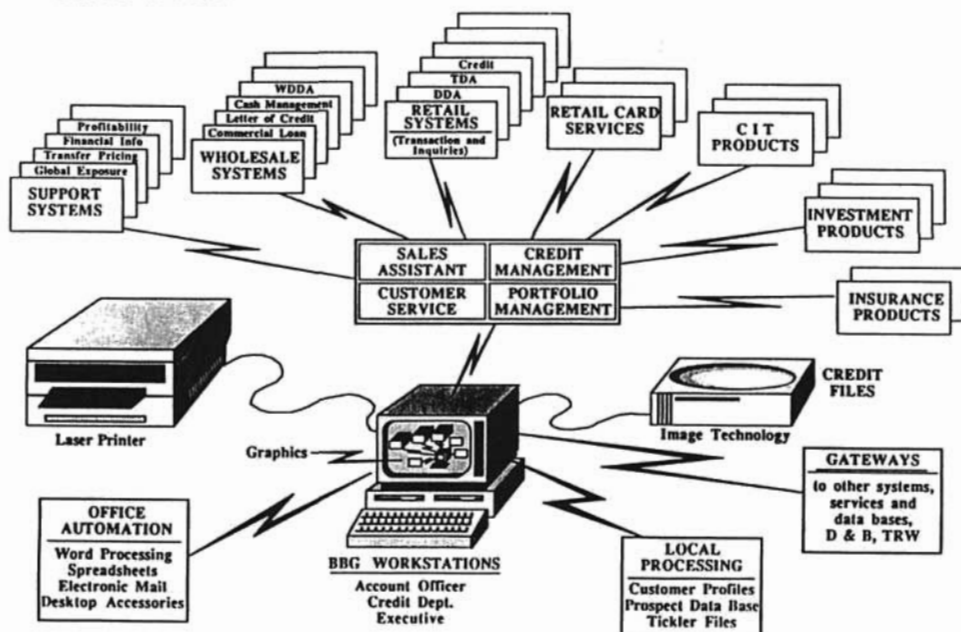 Credit
TDA
DDA
RETAIL
SYSTEMS
(Transaction and
Inquiries)
WDDA
Cash Management
Letter of Credit
Commercial Loan
WHOLESALE
SYSTEMS
RETAIL CARD
SERVICES
C I T
PRODUCTS
Profitability
Financial Info
Transfer Pricing
Global Exposure
SUPPORT
SYSTEMS
INVESTMENT
PRODUCTS
SALES
ASSISTANT
CREDIT
MANAGEMENT
CUSTOMER
SERVICE
PORTFOLIO
MANAGEMENT
INSURANCE
PRODUCTS
CREDIT
FILES
Laser Printer
Image Technology
Graphics
GATEWAYS
to other systems,
services and
data bases,
D & B, TRW
OFFICE
AUTOMATION
Word Processing
Spreadsheets
Electronic Mail
Desktop Accessories
BBG WORKSTATIONS
Account Officer
Credit Dept.
Executive
LOCAL
PROCESSING
Customer Profiles
Prospect Data Base
Tickler Files